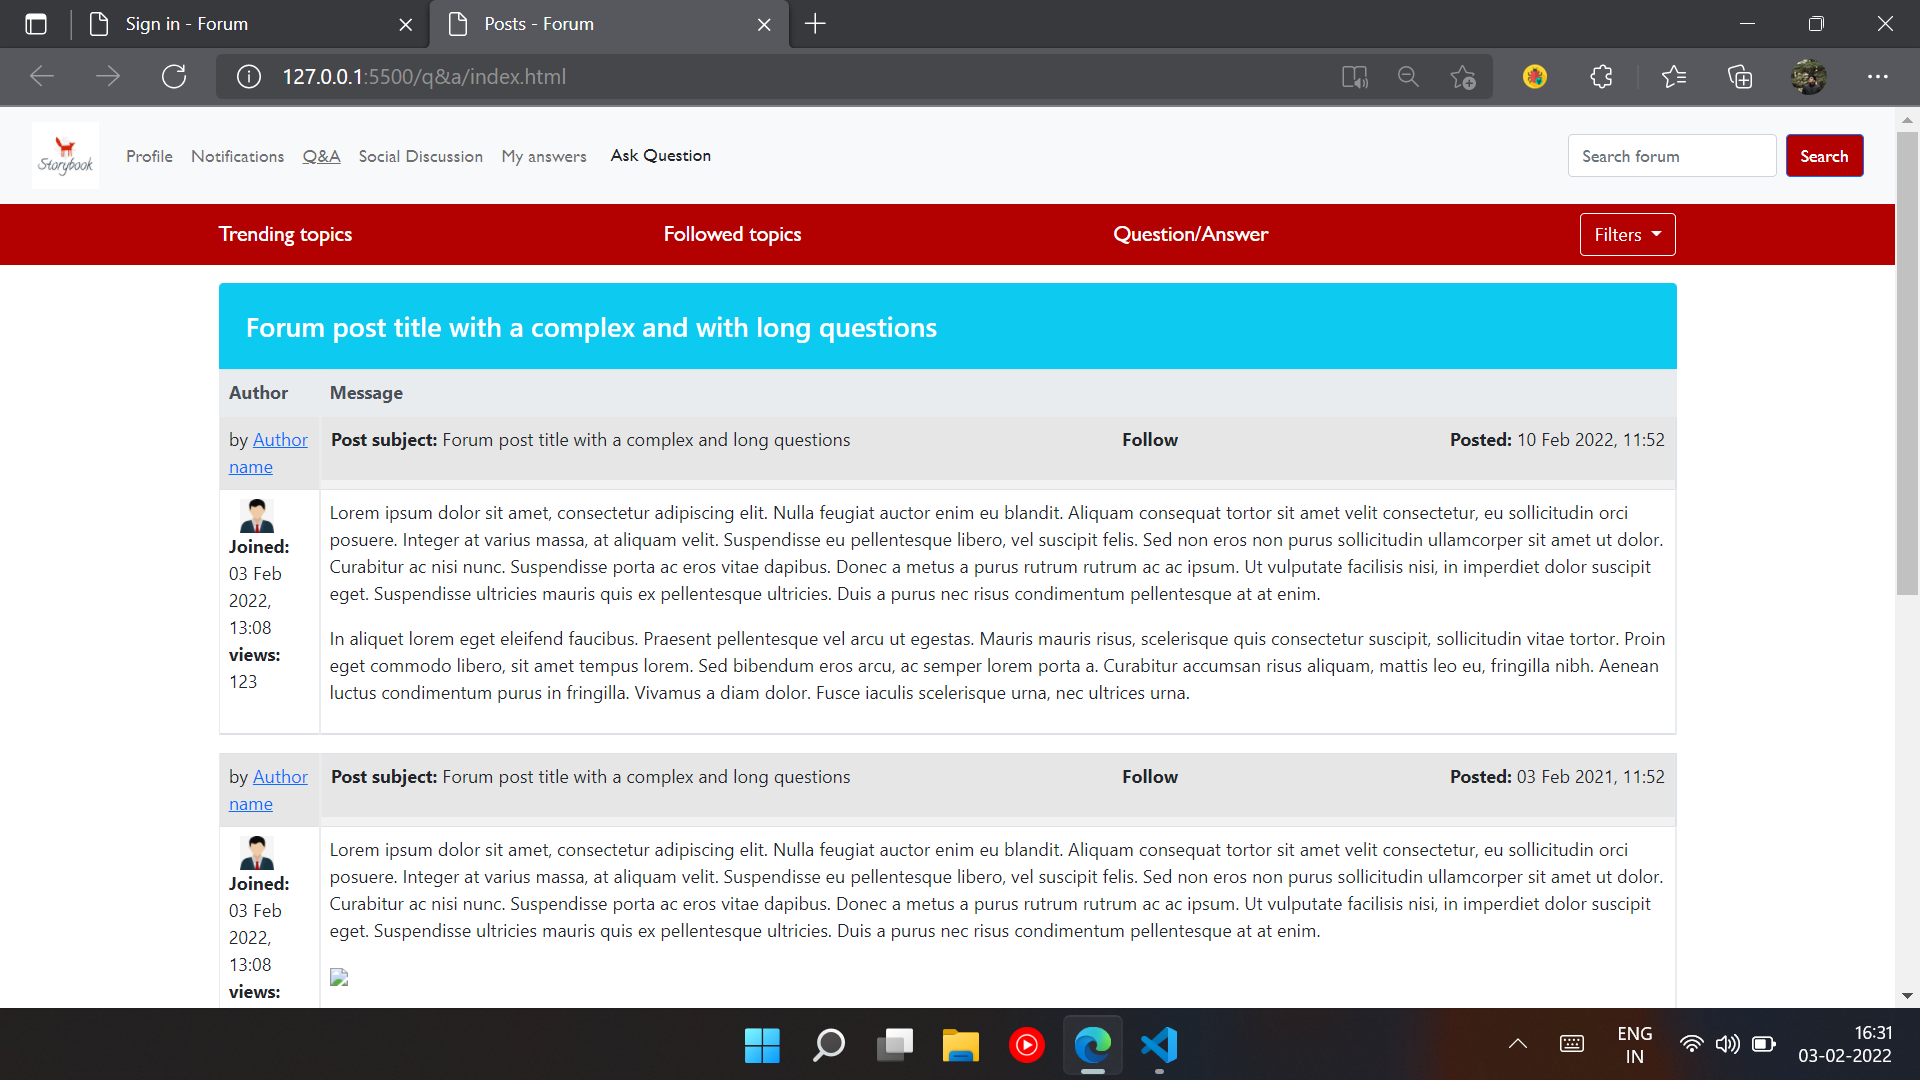 Sign in - Forum
Posts - Forum
127.0.0.1:5500/q&a/index.html
Storybook
Profile Notifications Q&A Social Discussion My answers Ask Question
Search forum
Search
Trending topics Followed topics Question/Answer Filters
Forum post title with a complex and with long questions
Author Message
by Author
name
Post subject: Forum post title with a complex and long questions Follow Posted: 10 Feb 2022, 11:52
Joined:
03 Feb
2022,
13:08
views:
123
Lorem ipsum dolor sit amet, consectetur adipiscing elit. Nulla feugiat auctor enim eu blandit. Aliquam consequat tortor sit amet velit consectetur, eu sollicitudin orci
posuere. Integer at varius massa, at aliquam velit. Suspendisse eu pellentesque libero, vel suscipit felis. Sed non eros non purus sollicitudin ullamcorper sit amet ut dolor.
Curabitur ac nisi nunc. Suspendisse porta ac eros vitae dapibus. Donec a metus a purus rutrum rutrum ac ac ipsum. Ut vulputate facilisis nisi, in imperdiet dolor suscipit
eget. Suspendisse ultricies mauris quis ex pellentesque ultricies. Duis a purus nec risus condimentum pellentesque at at enim.
In aliquet lorem eget eleifend faucibus. Praesent pellentesque vel arcu ut egestas. Mauris mauris risus, scelerisque quis consectetur suscipit, sollicitudin vitae tortor. Proin
eget commodo libero, sit amet tempus lorem. Sed bibendum eros arcu, ac semper lorem porta a. Curabitur accumsan risus aliquam, mattis leo eu, fringilla nibh. Aenean
luctus condimentum purus in fringilla. Vivamus a diam dolor. Fusce iaculis scelerisque urna, nec ultrices urna.
by Author
name
Post subject: Forum post title with a complex and long questions Follow Posted: 03 Feb 2021, 11:52
Joined:
03 Feb
2022,
13:08
views:
Lorem ipsum dolor sit amet, consectetur adipiscing elit. Nulla feugiat auctor enim eu blandit. Aliquam consequat tortor sit amet velit consectetur, eu sollicitudin orci
posuere. Integer at varius massa, at aliquam velit. Suspendisse eu pellentesque libero, vel suscipit felis. Sed non eros non purus sollicitudin ullamcorper sit amet ut dolor.
Curabitur ac nisi nunc. Suspendisse porta ac eros vitae dapibus. Donec a metus a purus rutrum rutrum ac ac ipsum. Ut vulputate facilisis nisi, in imperdiet dolor suscipit
eget. Suspendisse ultricies mauris quis ex pellentesque ultricies. Duis a purus nec risus condimentum pellentesque at at enim.
ENG
IN
16:31
03-02-2022